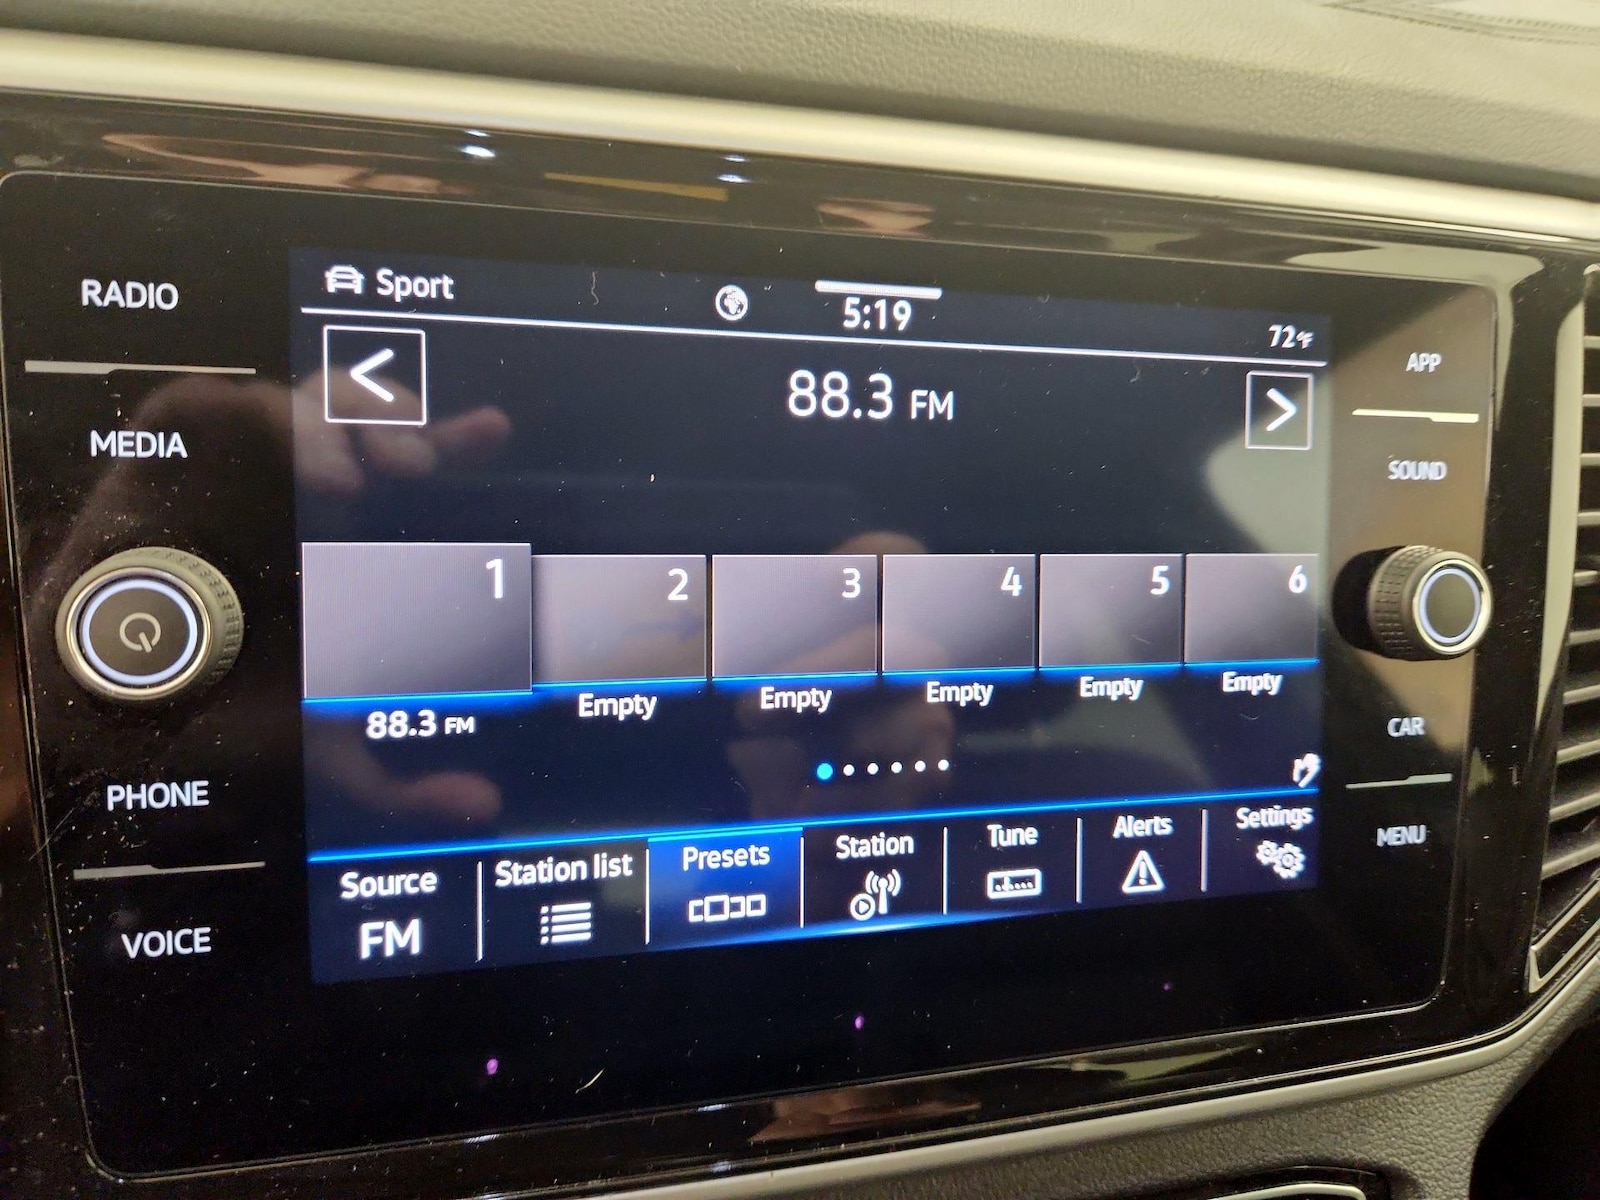 RADIO
MEDIA
PHONE
VOICE
Sport
5:19
72°F
<
88.3 FM
>
1
2
3
4
5
6
88.3 FM
Empty
Empty
Empty
Empty
Empty
Source
FM
Station list
Presets
Station
Tune
Alerts
Settings
APP
SOUND
CAR
MENU